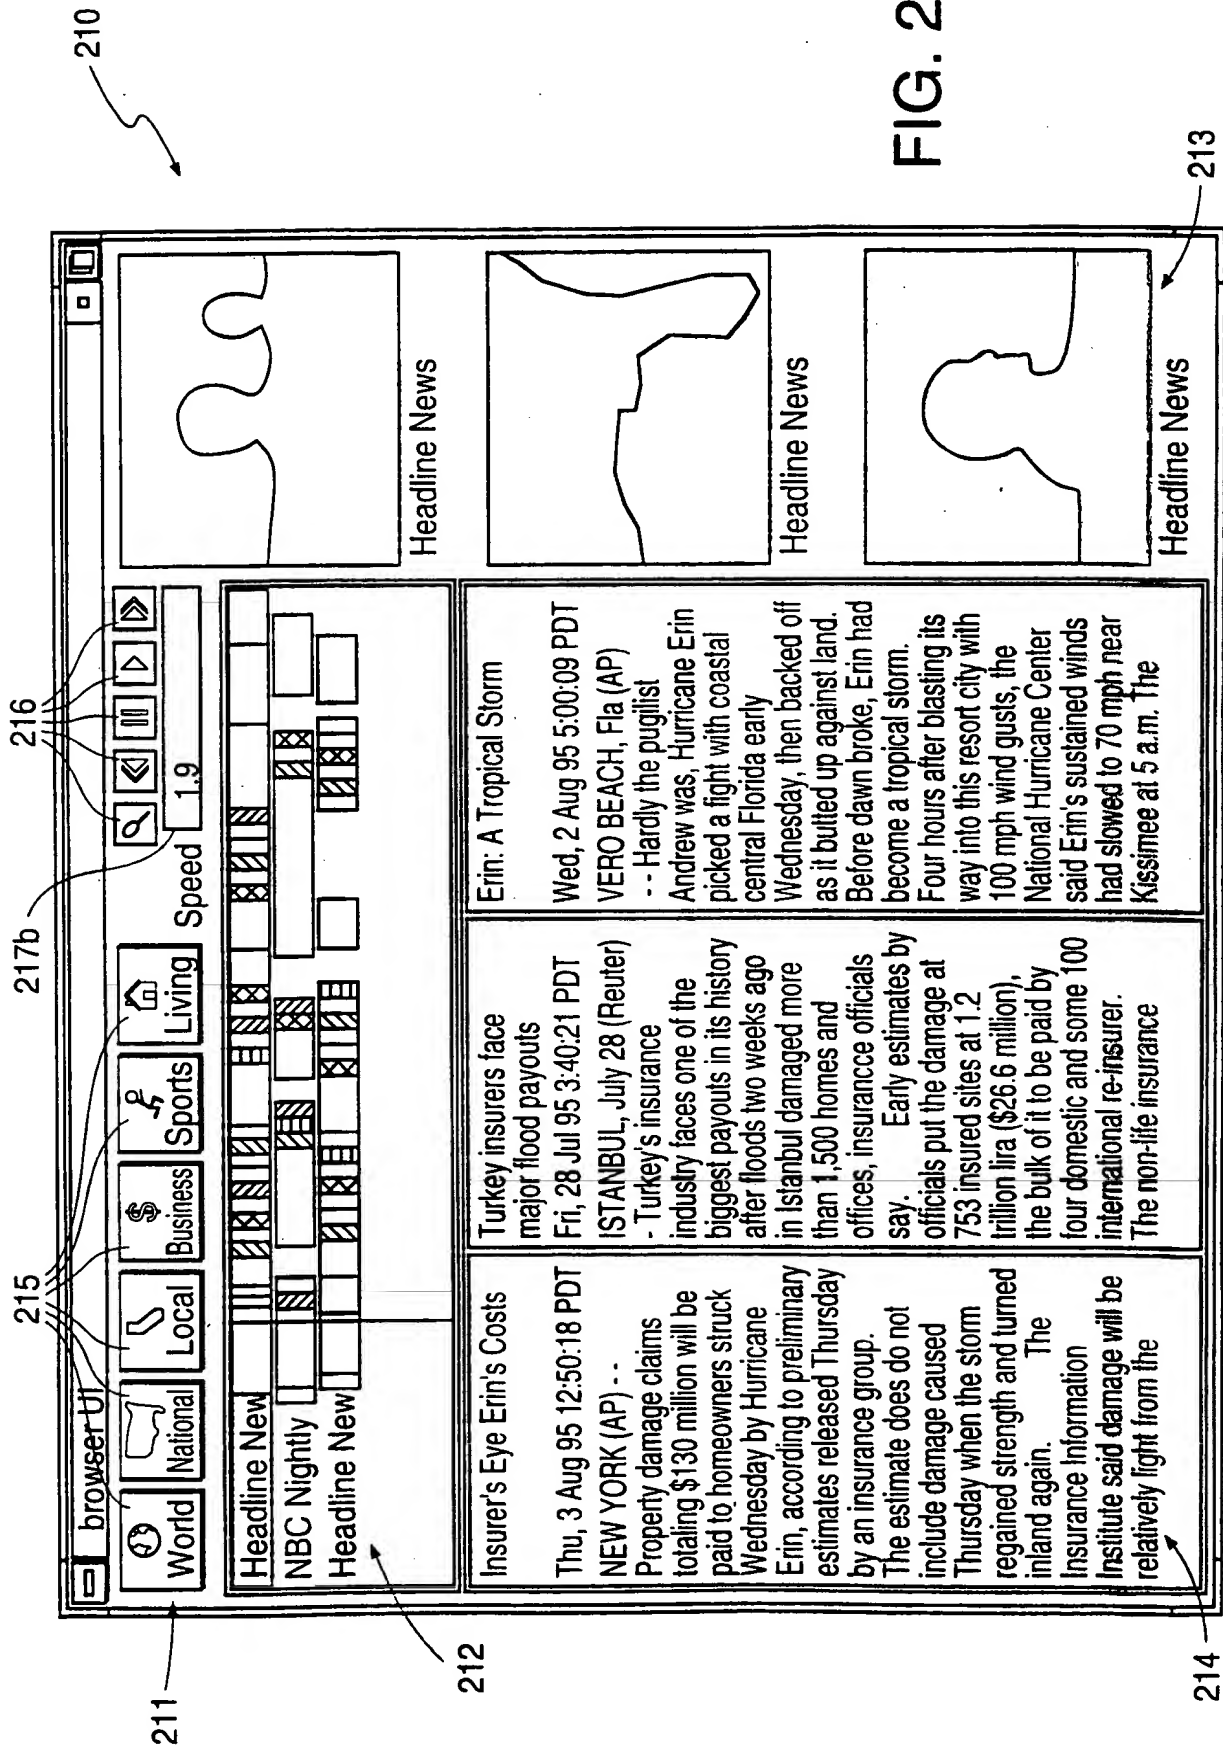 210
216
217b
215
browser UI
World
National
Local
Business
$
Sports
Living
Speed
1.9
211
Headline New
NBC Nightly
Headline New
212
Headline News
Headline News
Headline News
213
Insurer's Eye Erin's Costs
Thu, 3 Aug 95 12:50:18 PDT
NEW YORK (AP) - -
Property damage claims
totaling $130 million will be
paid to homeowners struck
Wednesday by Hurricane
Erin, according to preliminary
estimates released Thursday
by an insurance group.
The estimate does do not
include damage caused
Thursday when the storm
regained strength and turned
inland again. The
Insurance Information
Institute said damage will be
relatively light from the
Turkey insurers face
major flood payouts
Fri, 28 Jul 95 3:40:21 PDT
ISTANBUL, July 28 (Reuter)
- Turkey's insurance
industry faces one of the
biggest payouts in its history
after floods two weeks ago
in Istanbul damaged more
than 1,500 homes and
offices, insurancce officials
say. Early estimates by
officials put the damage at
753 insured sites at 1.2
trillion lira ($26.6 million),
the bulk of it to be paid by
four domestic and some 100
international re-insurer.
The non-life insurance
Erin: A Tropical Storm
Wed, 2 Aug 95 5:00:09 PDT
VERO BEACH, Fla (AP)
- - Hardly the pugilist
Andrew was, Hurricane Erin
picked a fight with coastal
central Florida early
Wednesday, then backed off
as it butted up against land.
Before dawn broke, Erin had
become a tropical storm.
Four hours after blasting its
way into this resort city with
100 mph wind gusts, the
National Hurricane Center
said Erin's sustained winds
had slowed to 70 mph near
Kissimee at 5 a.m. The
214
FIG. 2